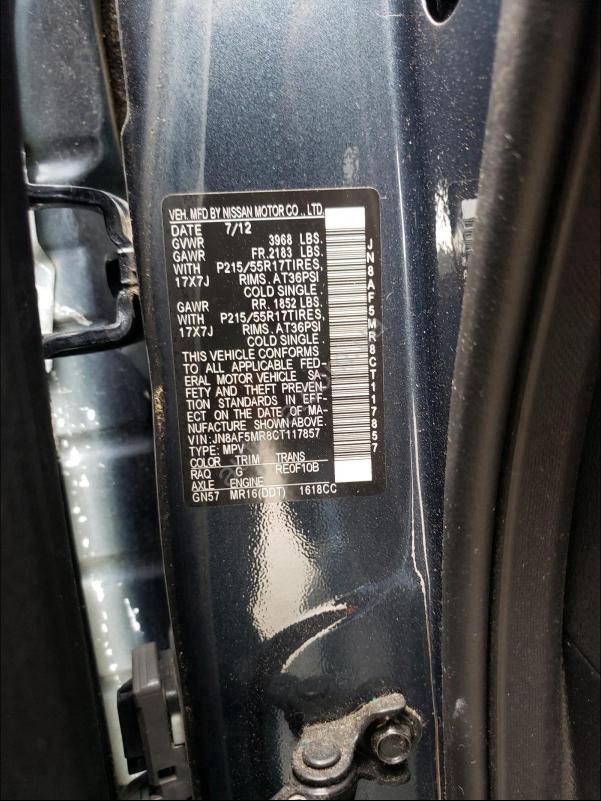 VEH. MFD BY NISSAN MOTOR CO ., LTD.
DATE 7/12
GVWR 3968 LBS.
GAWR FR.2183 LBS.
WITH P215/55R17TIRES,
17X7J RIMS. AT36PSI
COLD SINGLE .
GAWR RR. 1852 LBS.
WITH P215/55R17TIRES,
17X7J RIMS. AT36PSI
COLD SINGLE .
THIS VEHICLE CONFORMS
TO ALL APPLICABLE FED-
ERAL MOTOR VEHICLE SA-
FETY AND THEFT PREVEN-
TION STANDARDS IN EFF-
ECT ON THE DATE OF MA-
NUFACTURE SHOWN ABOVE.
VIN: JN8AF5MR8CT117857
TYPE: MPV
COLOR TRIM TRANS
RAQ G RE0F10B
AXLE ENGINE
GN57 MR16(DDT) 1618CC
JN8AF5MR8CT117857